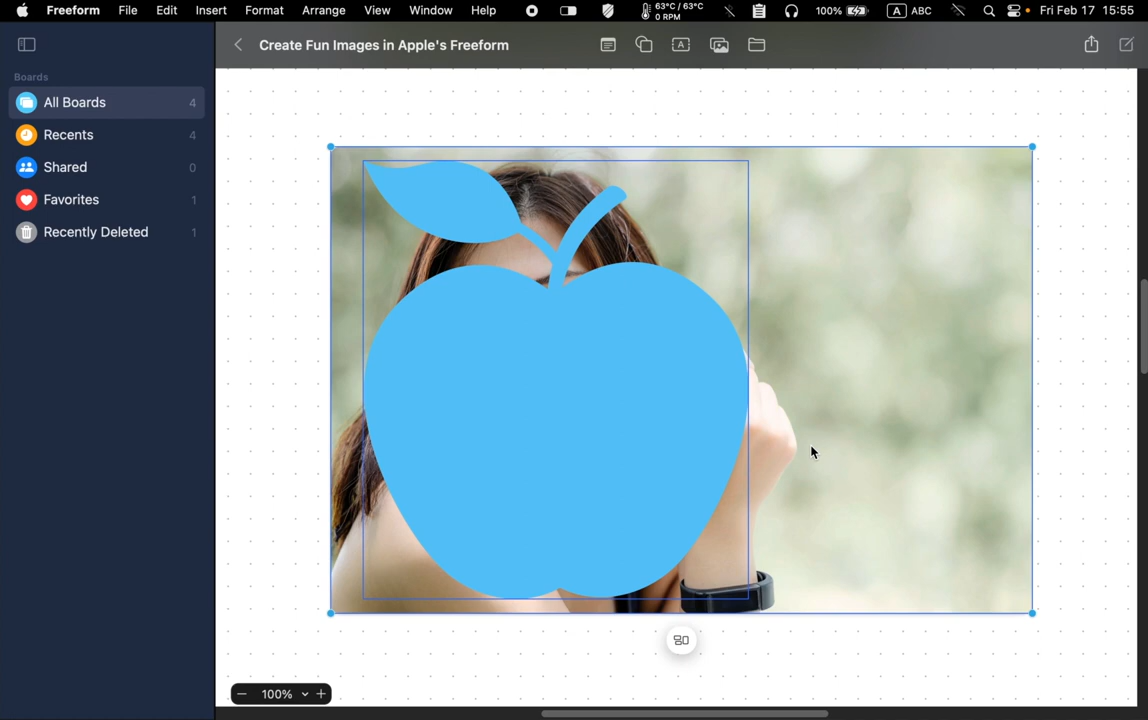 Freeform File Edit Insert Format Arrange View Window Help 63°C / 63°C 0 RPM 100% A ABC Fri Feb 17 15:55
Create Fun Images in Apple's Freeform A
Boards
All Boards 4
Recents 4
Shared 0
Favorites 1
Recently Deleted 1
− 100% +